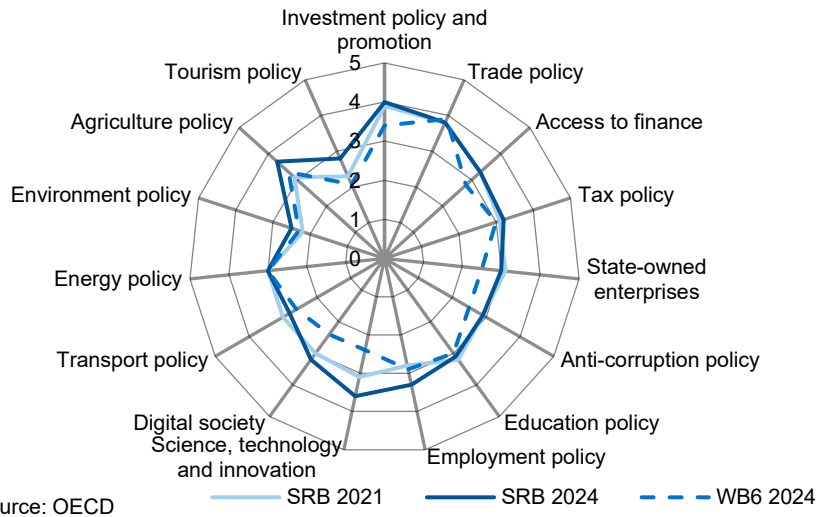 Investment policy and
promotion
Tourism policy
5
Trade policy
4
Agriculture policy
Access to finance
3
2
Environment policy
Tax policy
1
0
Energy policy
State-owned
enterprises
Transport policy
Anti-corruption policy
Digital society
Education policy
Science, technology
and innovation
Employment policy
SRB 2021
SRB 2024
WB6 2024
urce: OECD